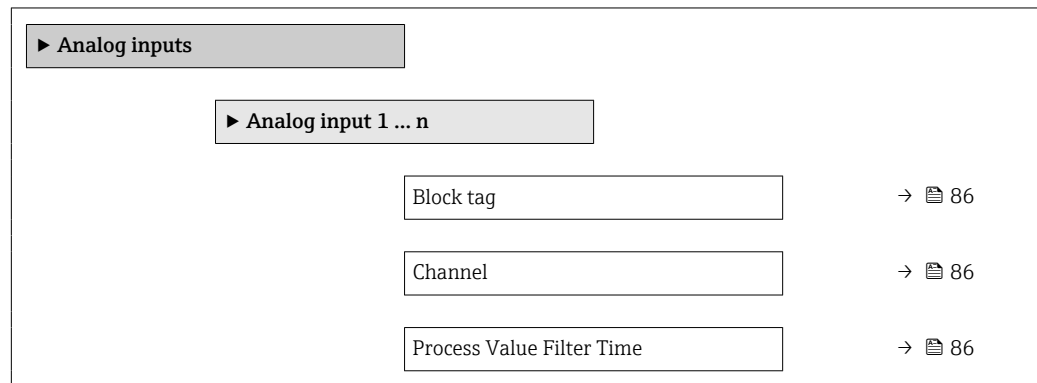 ▶ Analog inputs
▶ Analog input 1 ... n
Block tag → 86
Channel → 86
Process Value Filter Time → 86